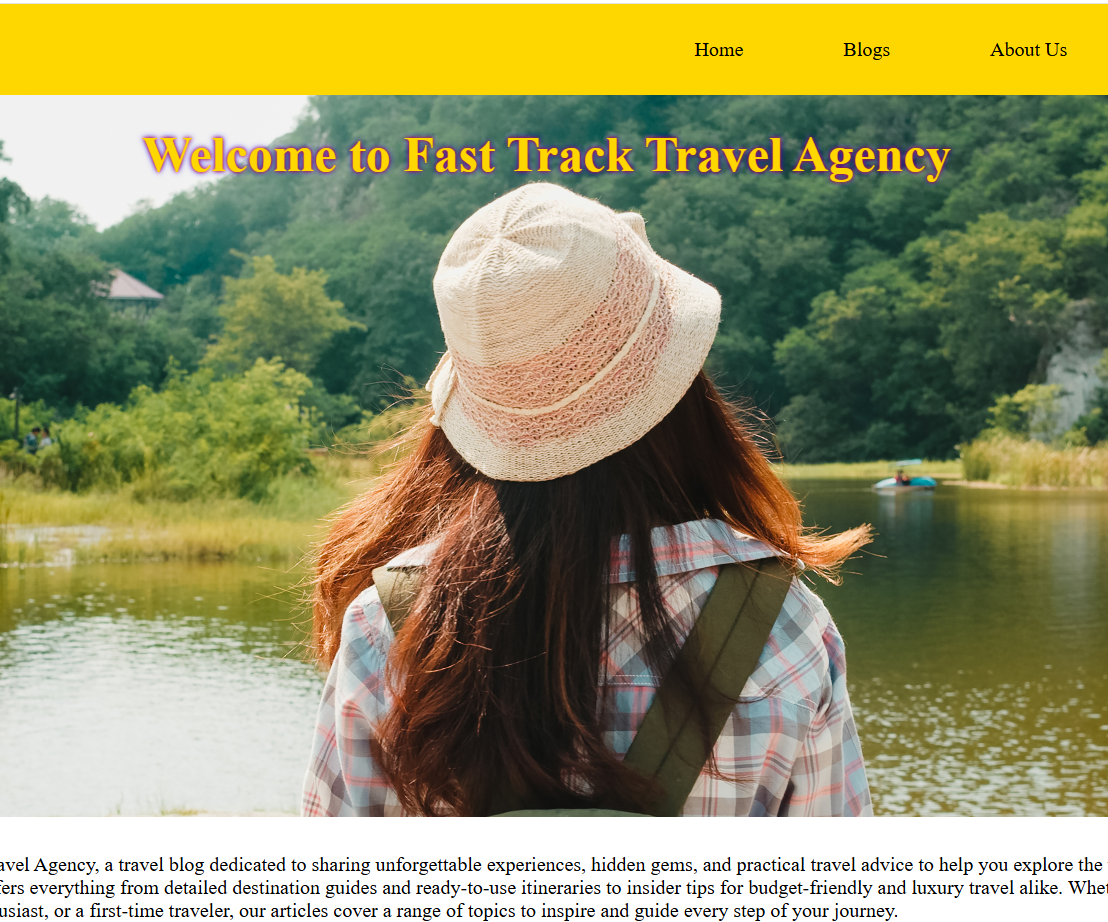 Home Blogs About Us
Welcome to Fast Track Travel Agency
avel Agency, a travel blog dedicated to sharing unforgettable experiences, hidden gems, and practical travel advice to help you explore the
fers everything from detailed destination guides and ready-to-use itineraries to insider tips for budget-friendly and luxury travel alike. Whet
usiast, or a first-time traveler, our articles cover a range of topics to inspire and guide every step of your journey.